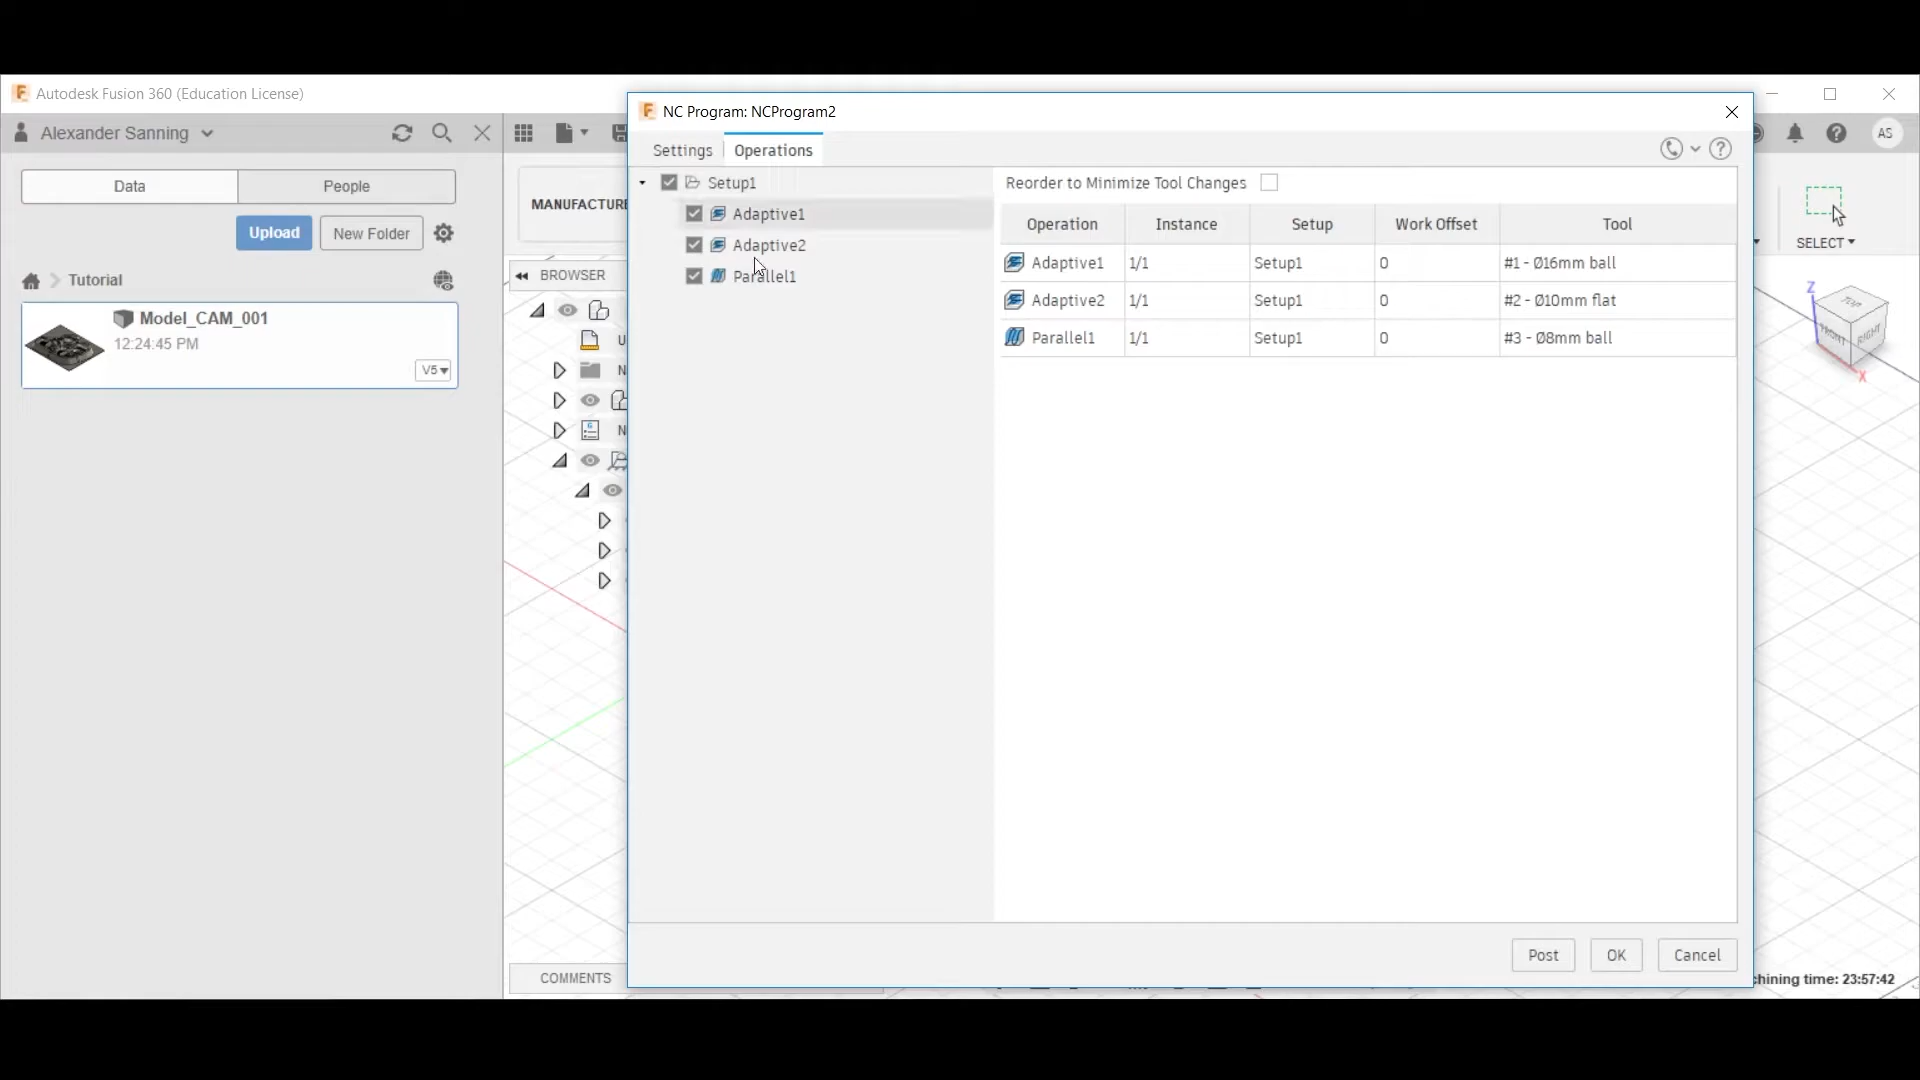 Autodesk Fusion 360 (Education License)
Alexander Sanning
Data
People
Upload
New Folder
Tutorial
Model_CAM_001
12:24:45 PM
V5
MANUFACTURE
BROWSER
U
N
N
COMMENTS
NC Program: NCProgram2
Settings
Operations
Setup1
Adaptive1
Adaptive2
Parallel1
Reorder to Minimize Tool Changes
Operation Instance Setup Work Offset Tool
Adaptive1 1/1 Setup1 0 #1 - Ø16mm ball
Adaptive2 1/1 Setup1 0 #2 - Ø10mm flat
Parallel1 1/1 Setup1 0 #3 - Ø8mm ball
Post
OK
Cancel
AS
SELECT
Z
TOP
FRONT
RIGHT
X
chining time: 23:57:42